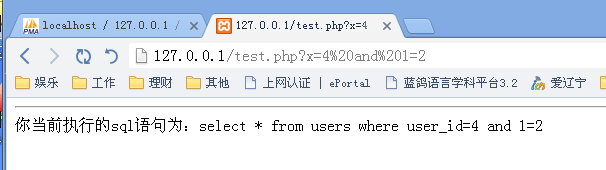 localhost / 127.0.0.1 /
127.0.0.1/test.php?x=4
127.0.0.1/test.php?x=4%20and%201=2
娱乐 工作 理财 其他 上网认证 | ePortal 蓝鸽语言学科平台3.2 爱辽宁
你当前执行的sql语句为：select * from users where user_id=4 and 1=2